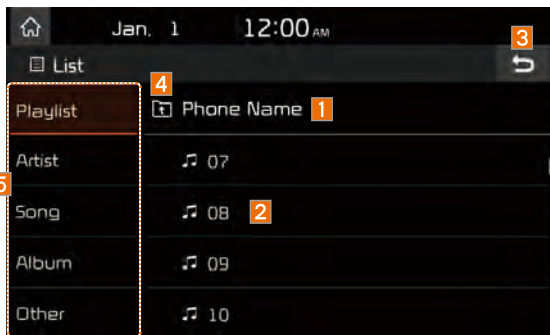 Jan. 1 12:00 AM
3
List
4
Playlist Phone Name 1
Artist 07
5
Song 08 2
Album 09
Other 10